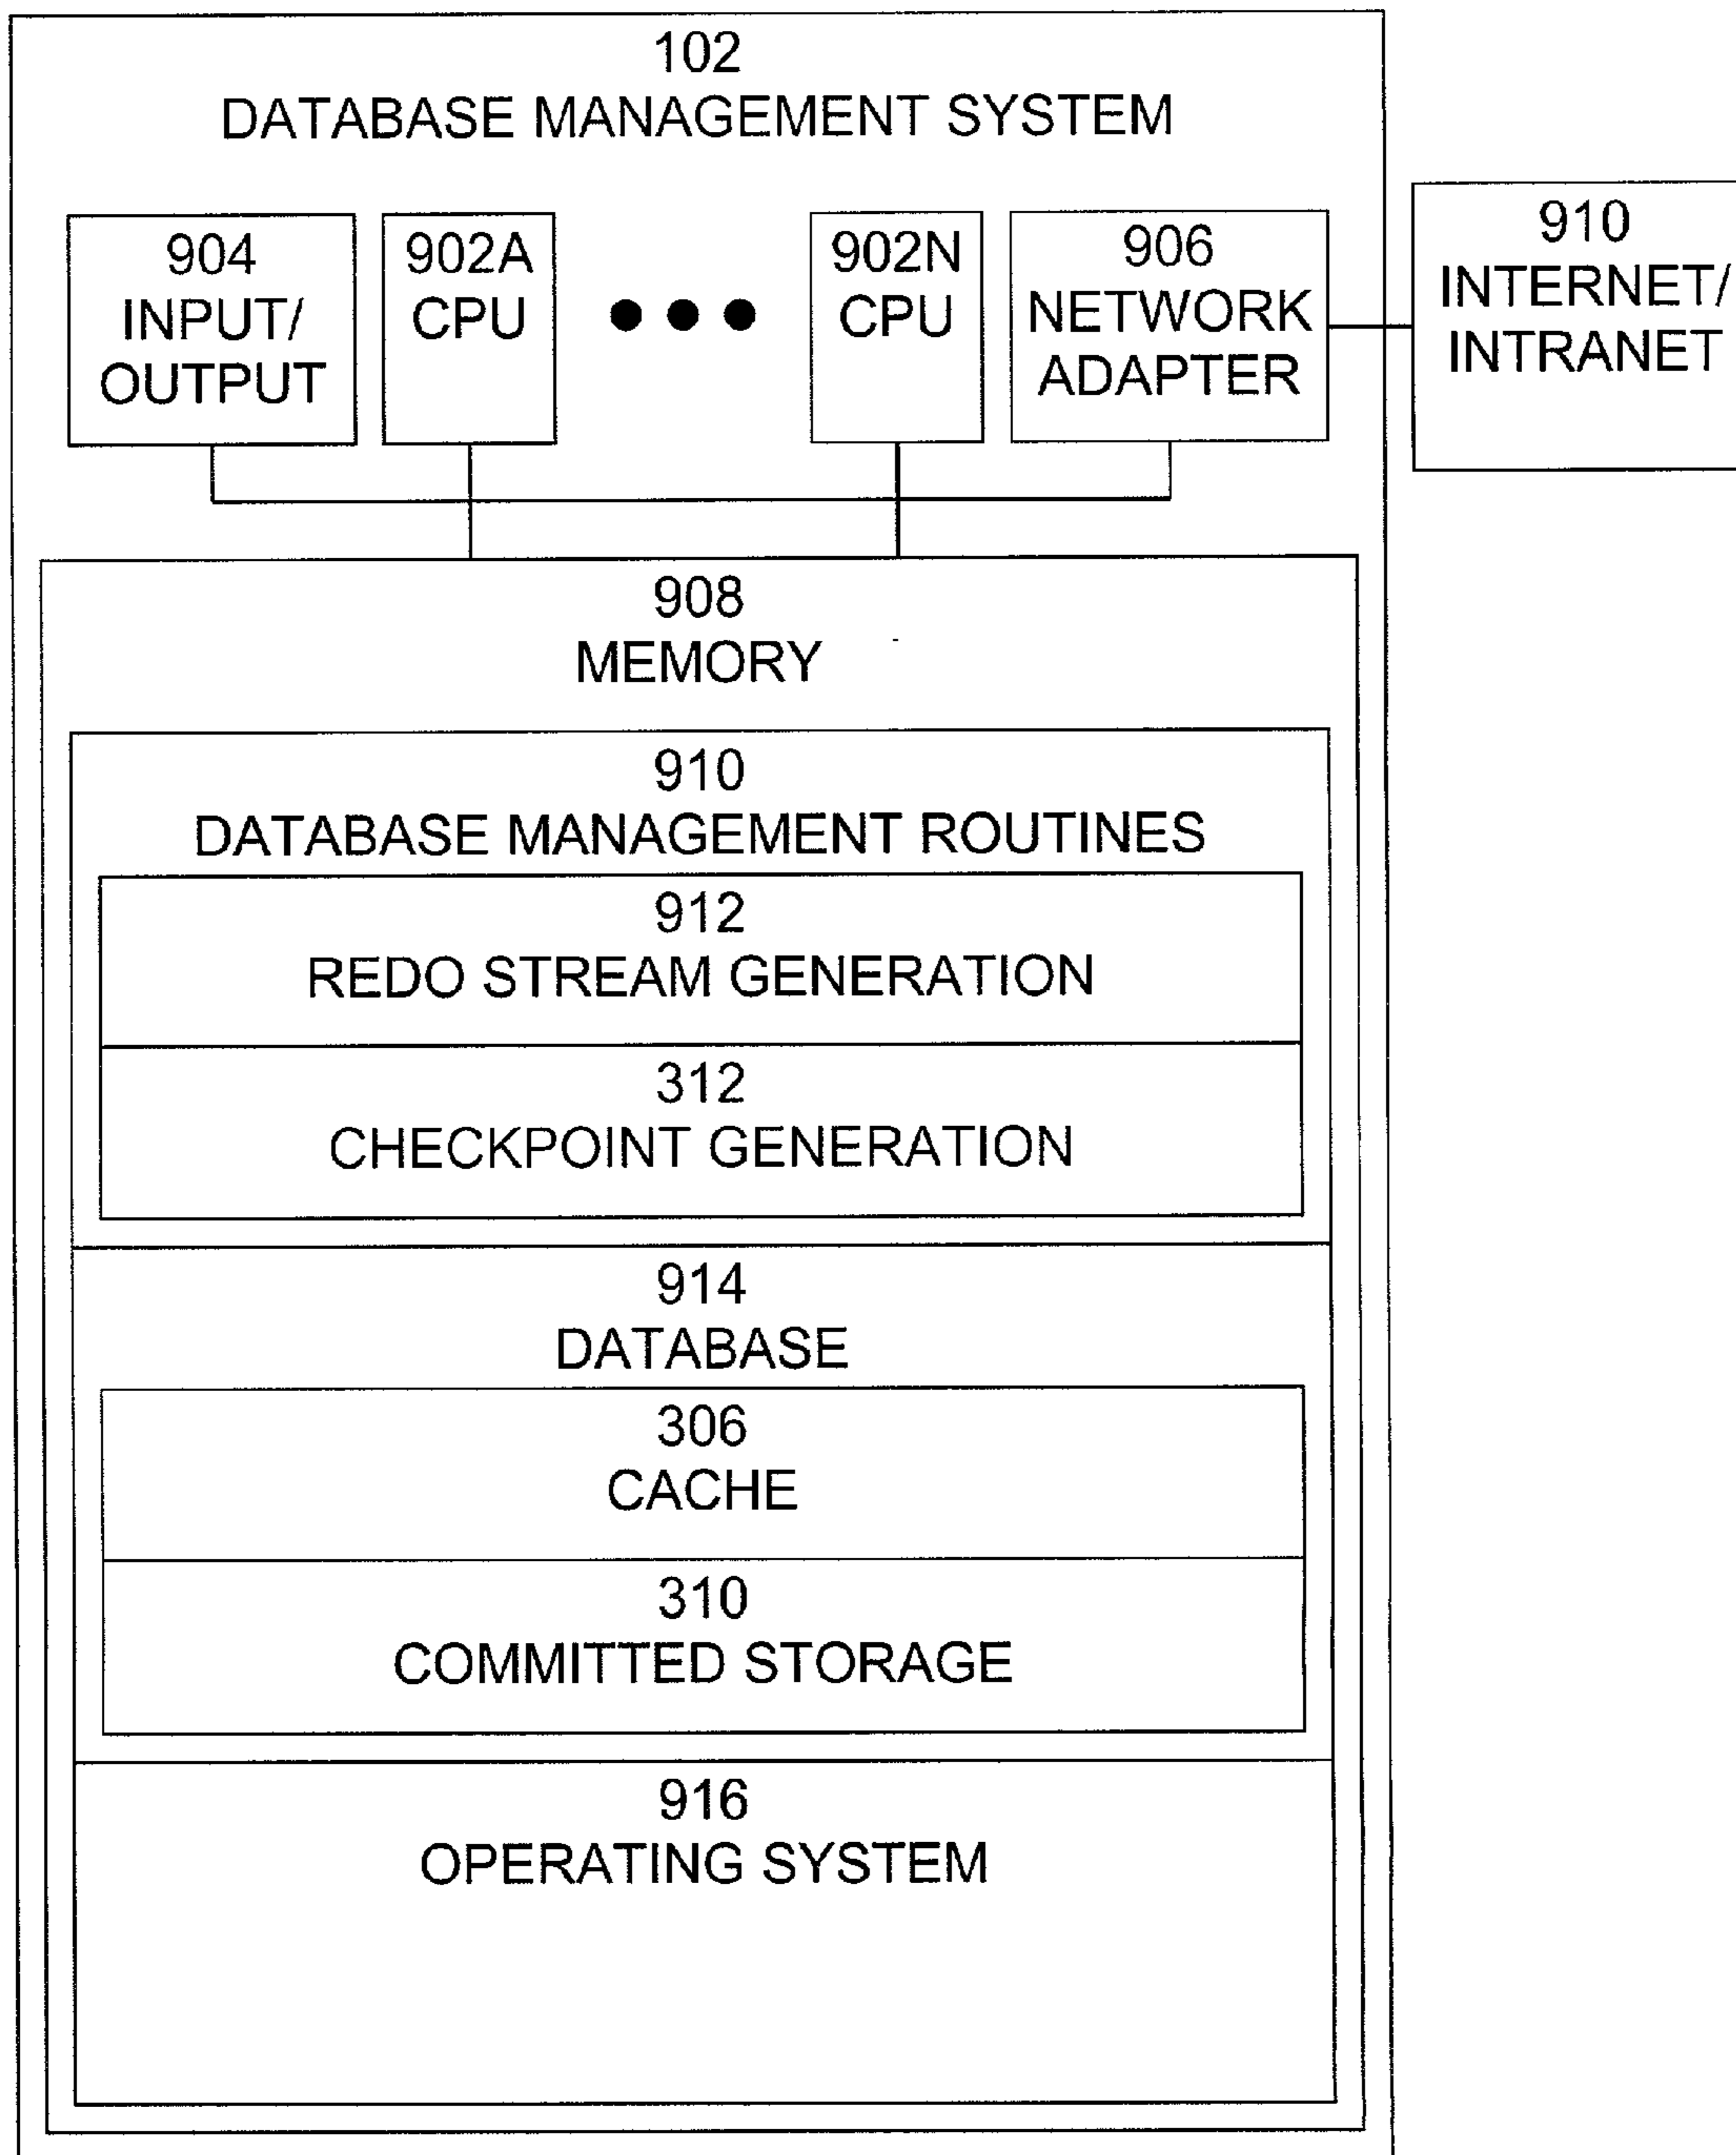 102
DATABASE MANAGEMENT SYSTEM
904
INPUT/
OUTPUT
902A
CPU
902N
CPU
906
NETWORK
ADAPTER
910
INTERNET/
INTRANET
908
MEMORY
910
DATABASE MANAGEMENT ROUTINES
912
REDO STREAM GENERATION
312
CHECKPOINT GENERATION
914
DATABASE
306
CACHE
310
COMMITTED STORAGE
916
OPERATING SYSTEM